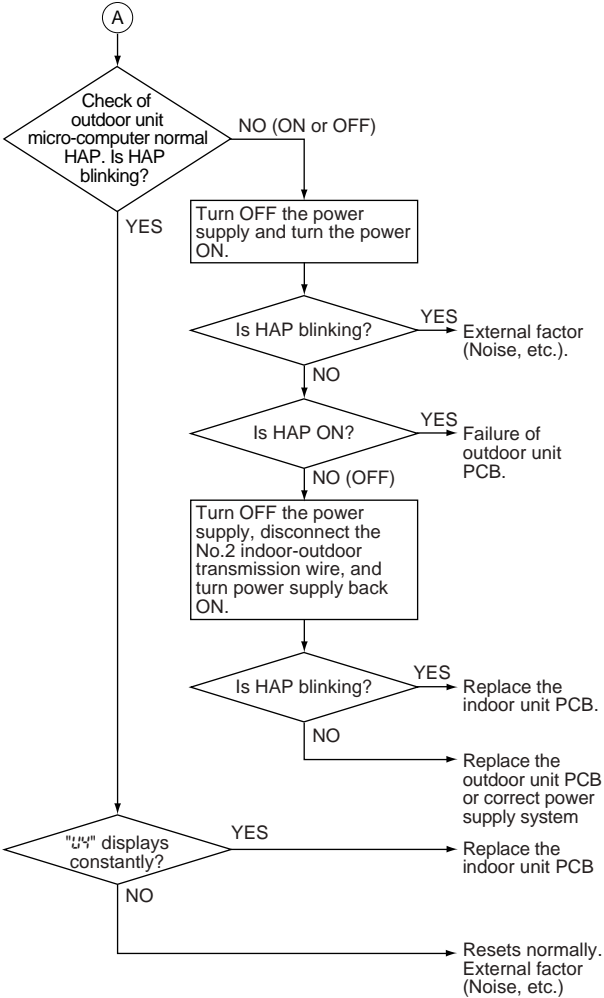 A
Check of
outdoor unit
micro-computer normal
HAP. Is HAP
blinking?
NO (ON or OFF)
YES
Turn OFF the power
supply and turn the power
ON.
Is HAP blinking?
YES
External factor
(Noise, etc.).
NO
Is HAP ON?
YES
Failure of
outdoor unit
PCB.
NO (OFF)
Turn OFF the power
supply, disconnect the
No.2 indoor-outdoor
transmission wire, and
turn power supply back
ON.
Is HAP blinking?
YES
Replace the
indoor unit PCB.
NO
Replace the
outdoor unit PCB
or correct power
supply system
"U4" displays
constantly?
YES
Replace the
indoor unit PCB
NO
Resets normally.
External factor
(Noise, etc.)